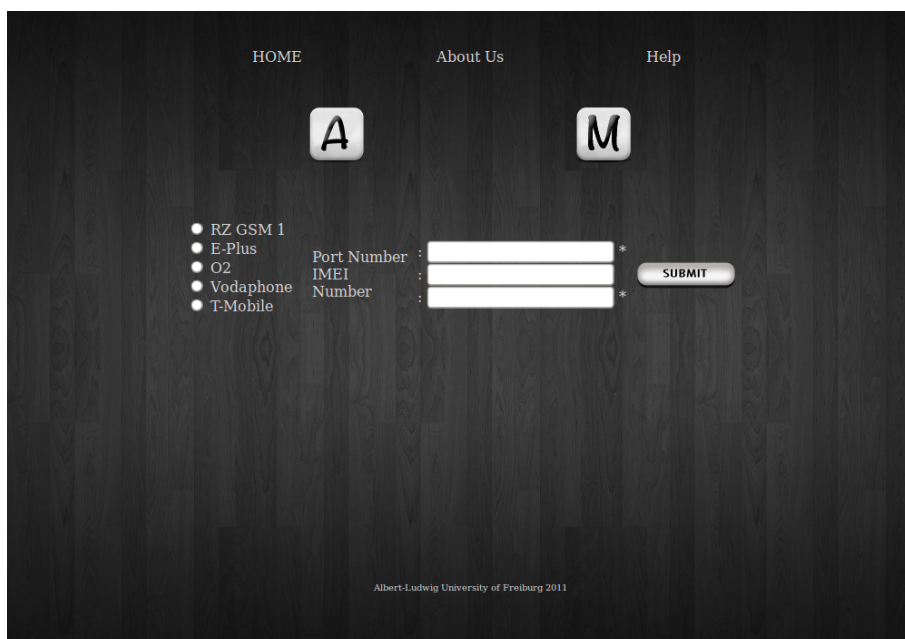 HOME About Us Help
A M
RZ GSM 1
E-Plus
O2
Vodaphone
T-Mobile
Port Number : *
IMEI :
Number : *
SUBMIT
Albert-Ludwig University of Freiburg 2011